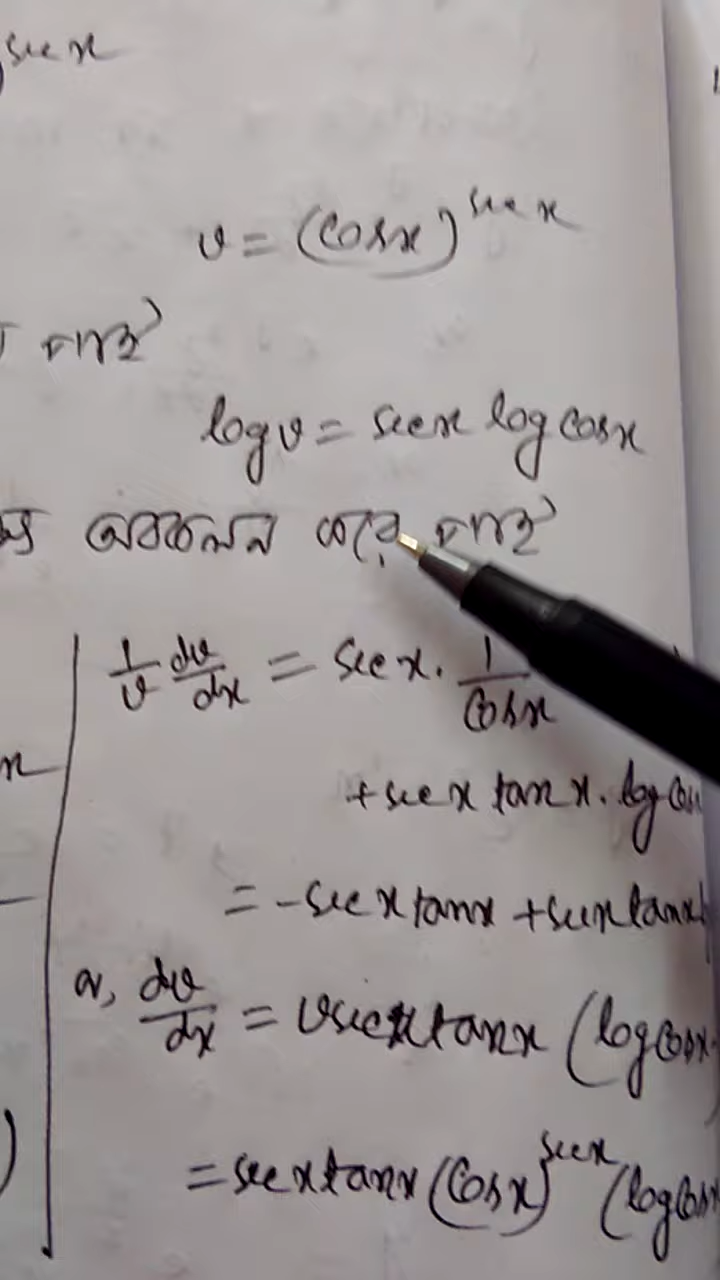 sec x
v = (cos x)^sec x
পাই
log v = sec x log cos x
অবকলন করে পাই
1/v dv/dx = sec x . 1/cos x
+ sec x tan x . log cos
= - sec x tan x + sec x tan x
বা, dv/dx = v sec x tan x (log cos x
= sec x tan x (cos x)^sec x (log cos x